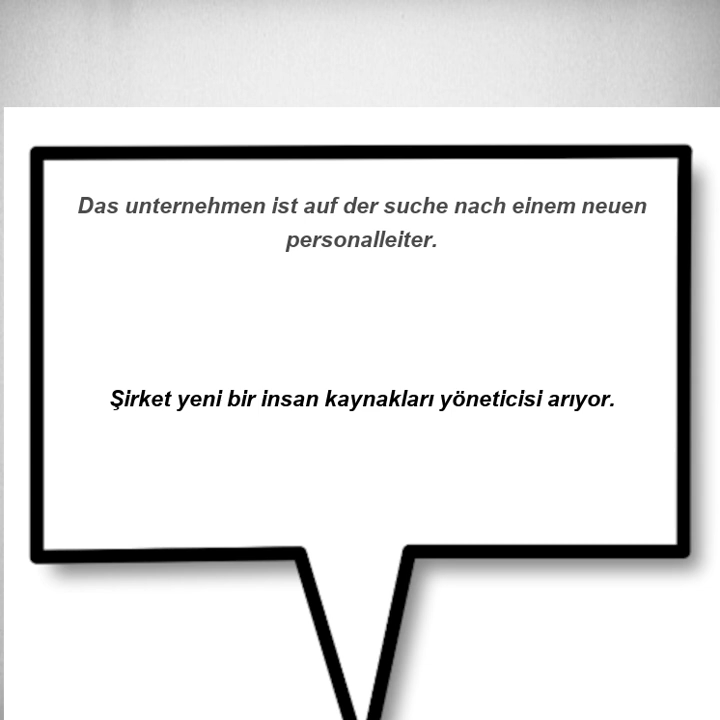 Das unternehmen ist auf der suche nach einem neuen
personalleiter.
Şirket yeni bir insan kaynakları yöneticisi arıyor.